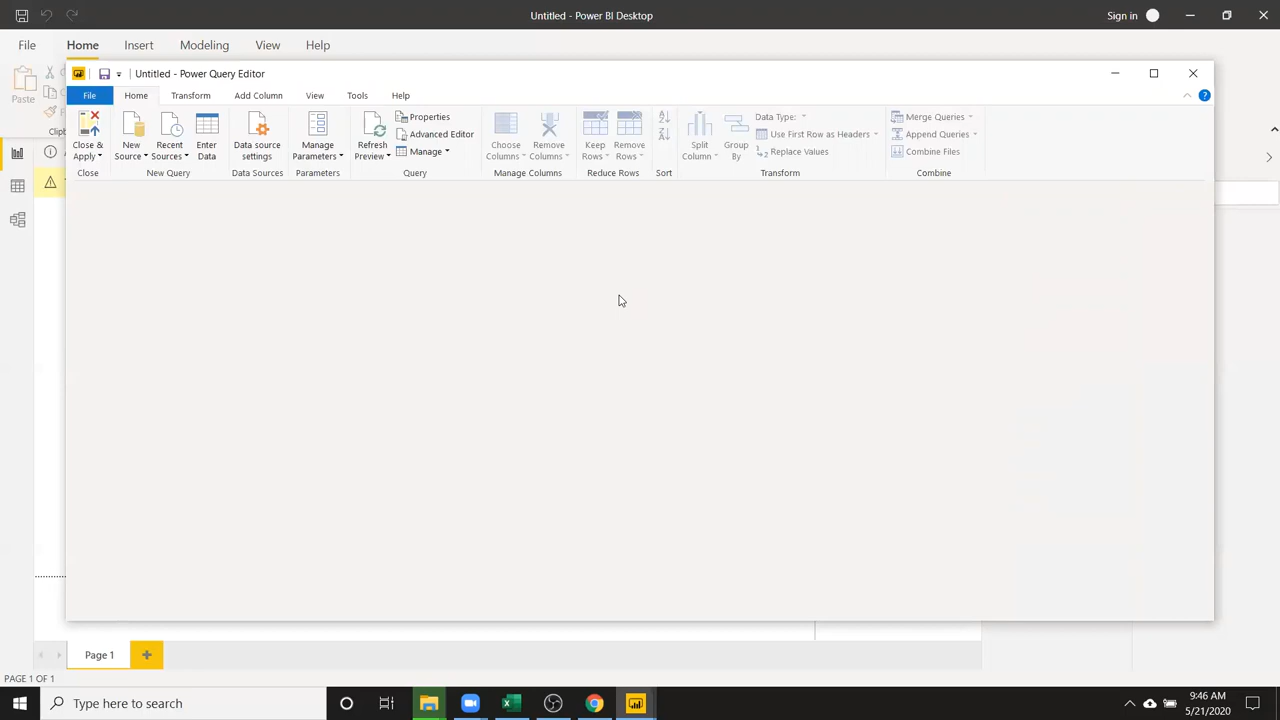 Untitled - Power BI Desktop
Sign in
File Home Insert Modeling View Help
Paste
Untitled - Power Query Editor
File Home Transform Add Column View Tools Help
Close & Apply
New Source
Recent Sources
Enter Data
Data source settings
Manage Parameters
Refresh Preview
Properties
Advanced Editor
Manage
Choose Columns
Remove Columns
Keep Rows
Remove Rows
Split Column
Group By
Data Type:
Use First Row as Headers
Replace Values
Merge Queries
Append Queries
Combine Files
Close
New Query
Data Sources
Parameters
Query
Manage Columns
Reduce Rows
Sort
Transform
Combine
Page 1
PAGE 1 OF 1
Type here to search
9:46 AM
5/21/2020